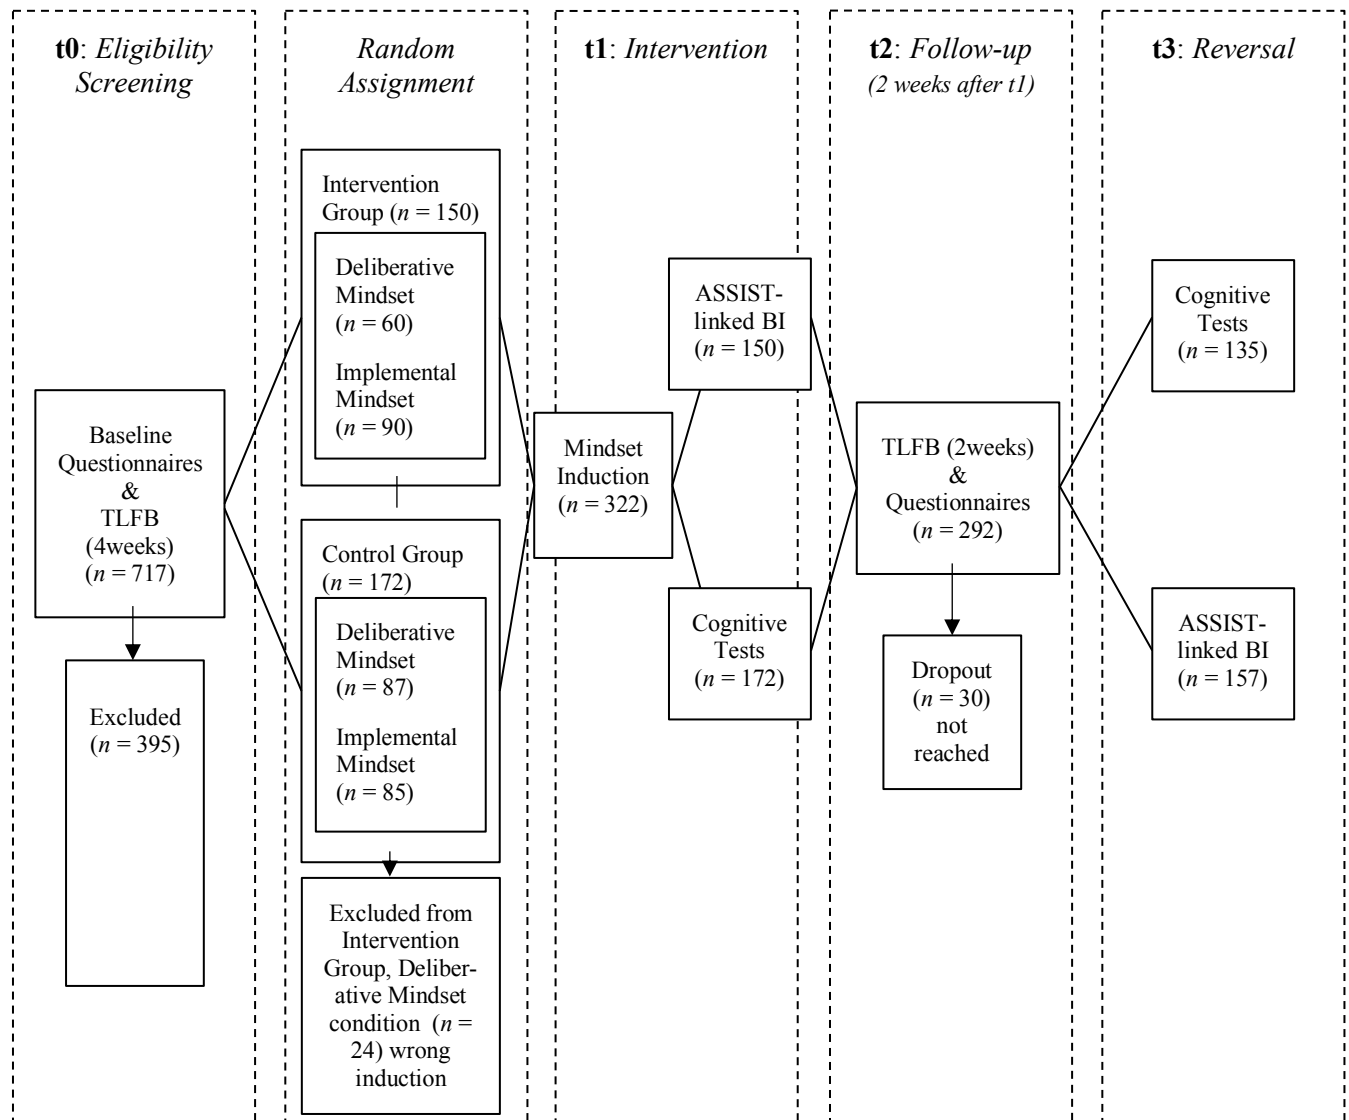 t0: Eligibility
Screening
Baseline
Questionnaires
&
TLFB
(4weeks)
(n = 717)
Excluded
(n = 395)
Random
Assignment
Intervention
Group (n = 150)
Deliberative
Mindset
(n = 60)
Implemental
Mindset
(n = 90)
Control Group
(n = 172)
Deliberative
Mindset
(n = 87)
Implemental
Mindset
(n = 85)
Excluded from
Intervention
Group, Deliber-
ative Mindset
condition (n =
24) wrong
induction
t1: Intervention
Mindset
Induction
(n = 322)
ASSIST-
linked BI
(n = 150)
Cognitive
Tests
(n = 172)
t2: Follow-up
(2 weeks after t1)
TLFB (2weeks)
&
Questionnaires
(n = 292)
Dropout
(n = 30)
not
reached
t3: Reversal
Cognitive
Tests
(n = 135)
ASSIST-
linked BI
(n = 157)